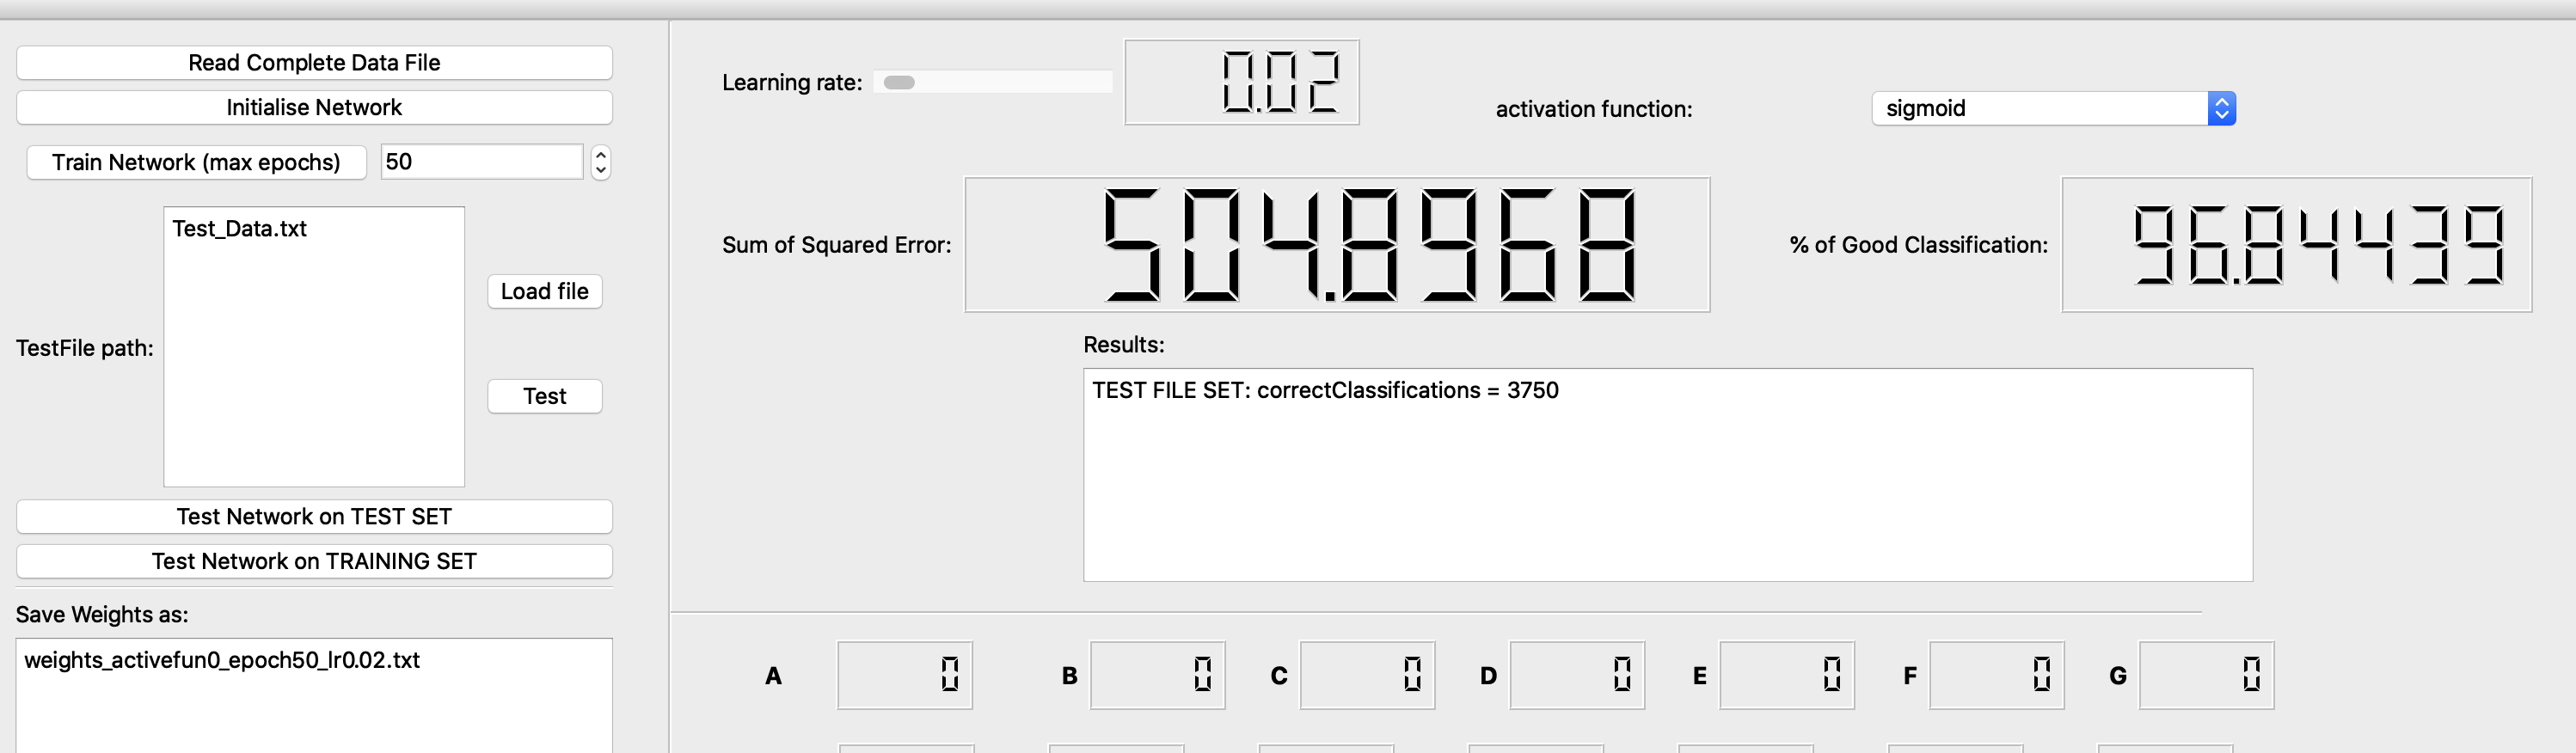 Read Complete Data File
Initialise Network
Train Network (max epochs) 50
TestFile path:
Test_Data.txt
Load file
Test
Test Network on TEST SET
Test Network on TRAINING SET
Save Weights as:
weights_activefun0_epoch50_lr0.02.txt
Learning rate: 0.02
activation function: sigmoid
Sum of Squared Error: 504.8968
% of Good Classification: 96.84439
Results:
TEST FILE SET: correctClassifications = 3750
A 0 B 0 C 0 D 0 E 0 F 0 G 0